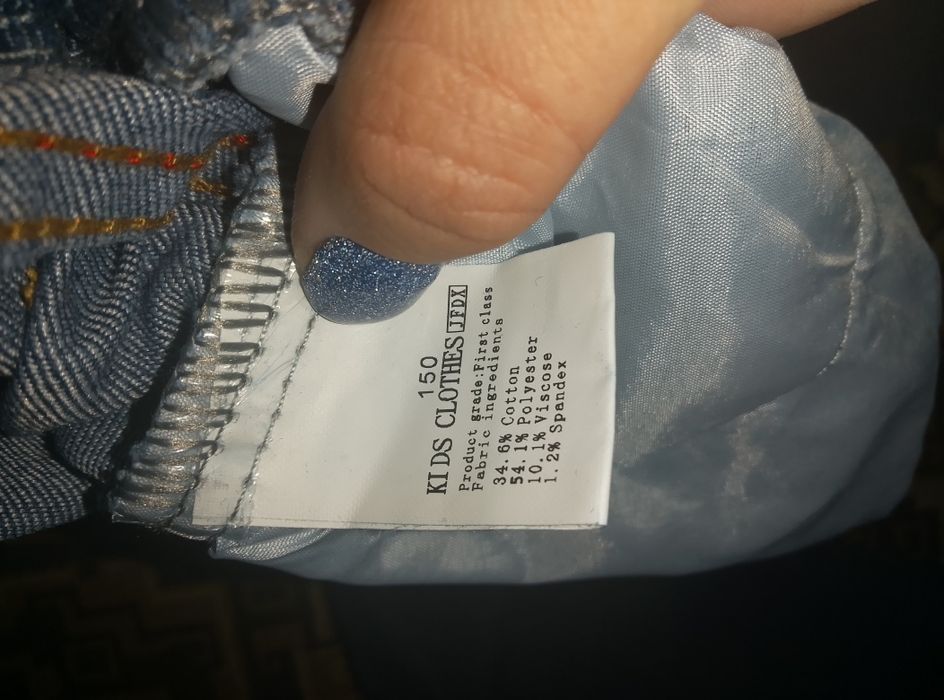 150
KIDS CLOTHES JFDX
Product grade:First class
Fabric ingredients
34.6% Cotton
54.1% Polyester
10.1% Viscose
1.2% Spandex